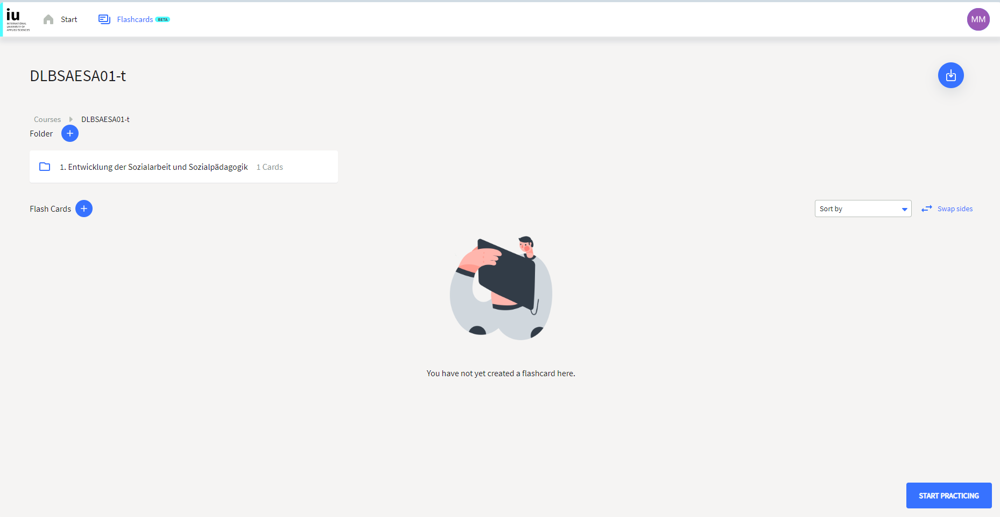 iu
INTERNATIONAL
UNIVERSITY OF
APPLIED SCIENCES
Start
Flashcards BETA
MM
DLBSAESA01-t
Courses DLBSAESA01-t
Folder
1. Entwicklung der Sozialarbeit und Sozialpädagogik 1 Cards
Flash Cards
Sort by
Swap sides
You have not yet created a flashcard here.
START PRACTICING